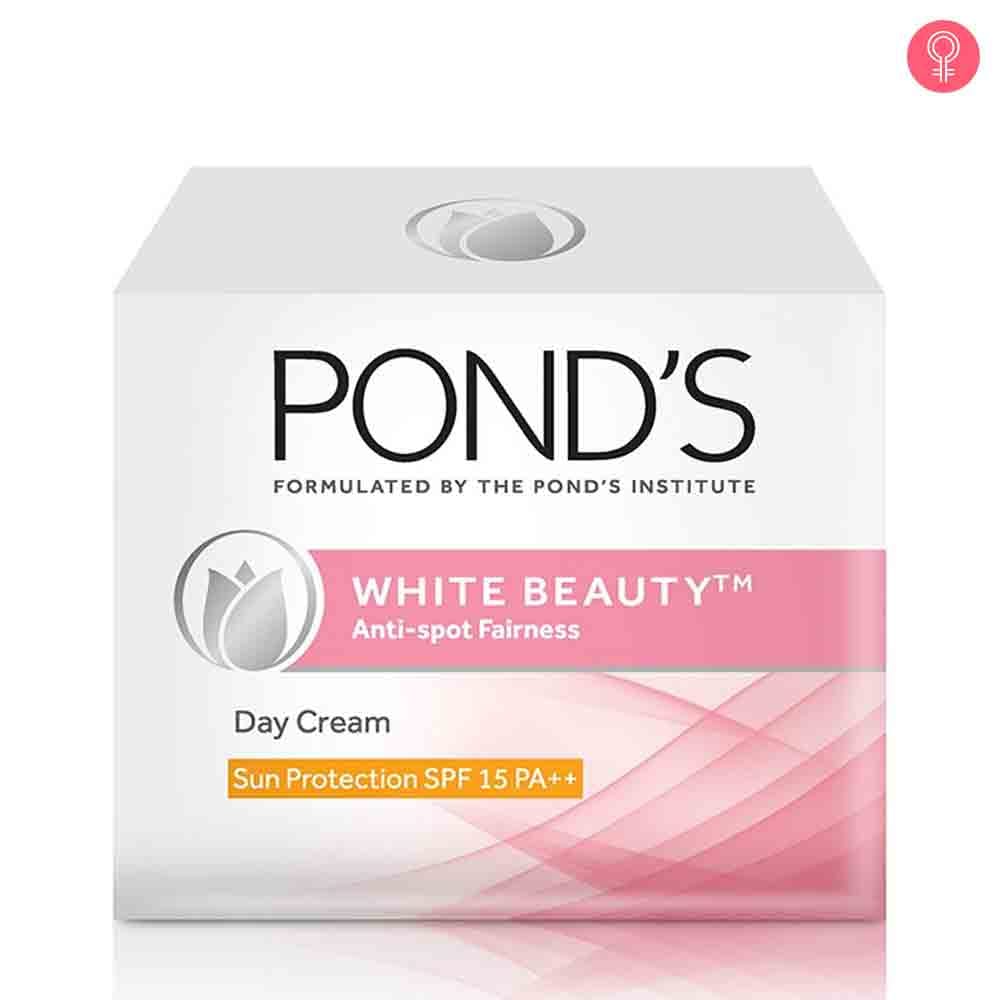 POND'S
FORMULATED BY THE POND'S INSTITUTE
WHITE BEAUTY™
Anti-spot Fairness
Day Cream
Sun Protection SPF 15 PA++